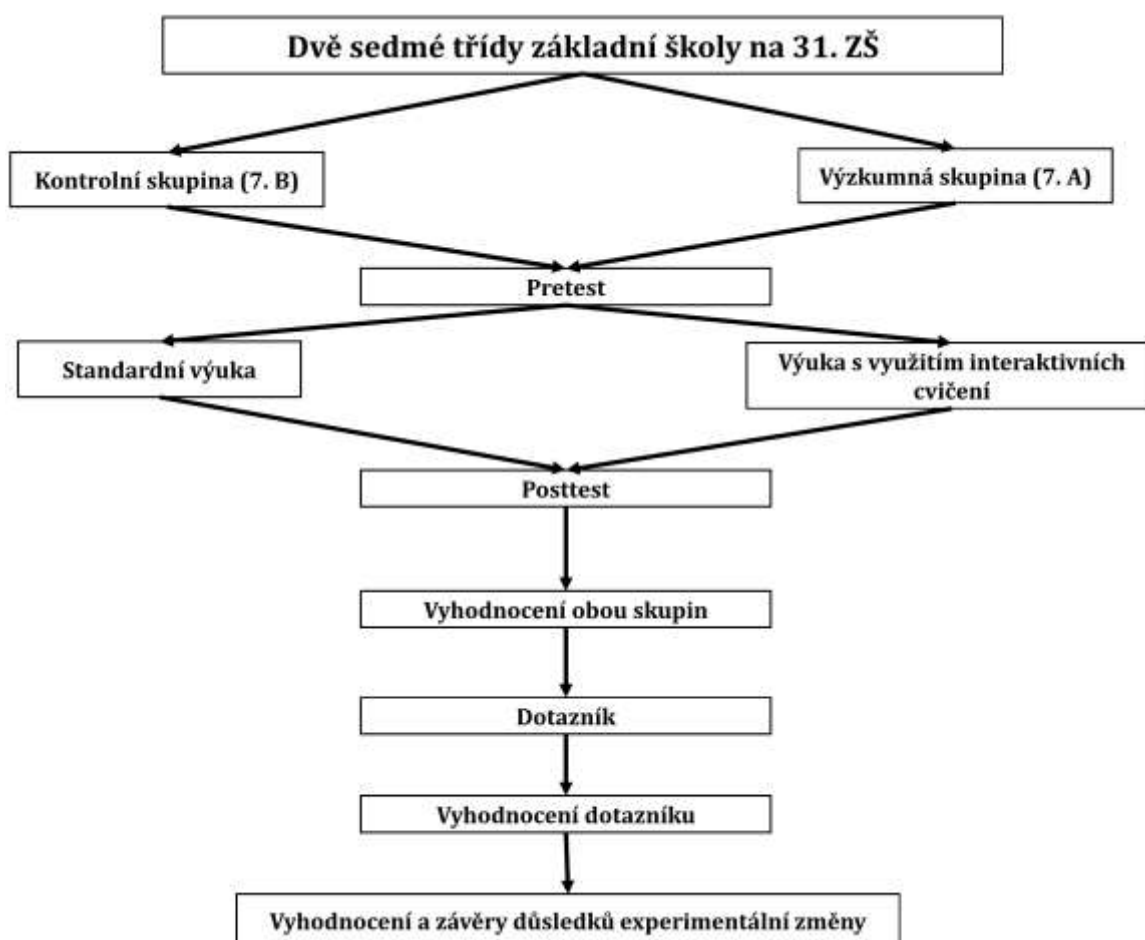 Dvě sedmé třídy základní školy na 31. ZŠ
Kontrolní skupina (7. B)
Výzkumná skupina (7. A)
Pretest
Standardní výuka
Výuka s využitím interaktivních
cvičení
Posttest
Vyhodnocení obou skupin
Dotazník
Vyhodnocení dotazníku
Vyhodnocení a závěry důsledků experimentální změny